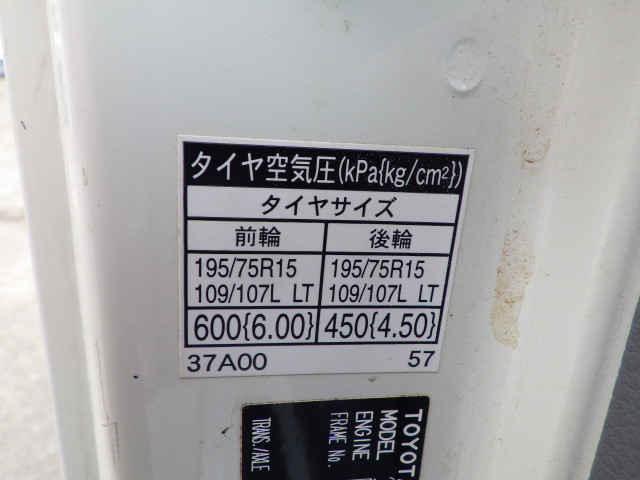 タイヤ空気圧(kPa{kg/cm²})
タイヤサイズ
前輪 後輪
195/75R15 195/75R15
109/107L LT 109/107L LT
600{6.00} 450{4.50}
37A00 57
TOYOT
MODEL
ENGINE
FRAME No.
TRANS./AXLE